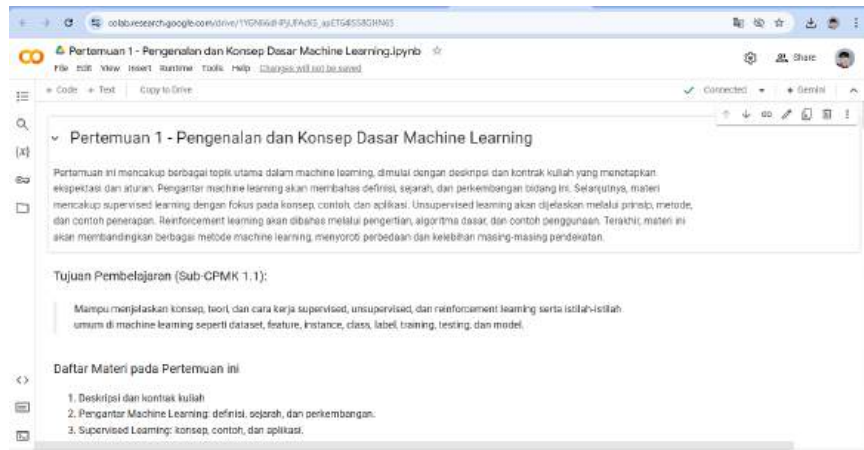 colab.research.google.com/drive/
Pertemuan 1 - Pengenalan dan Konsep Dasar Machine Learning.ipynb
Share
File Edit View Insert Runtime Tools Help Changes will not be saved
+ Code + Text Copy to Drive
Connected
Gemini
Pertemuan 1 - Pengenalan dan Konsep Dasar Machine Learning
Pertemuan ini mencakup berbagai topik utama dalam machine learning, dimulai dengan deskripsi dan kontrak kuliah yang menetapkan
ekspektasi dan aturan. Pengantar machine learning akan membahas definisi, sejarah, dan perkembangan bidang ini. Selanjutnya, materi
mencakup supervised learning dengan fokus pada konsep, contoh, dan aplikasi. Unsupervised learning akan dijelaskan melalui prinsip, metode,
dan contoh penerapan. Reinforcement learning akan dibahas melalui pengertian, algoritma dasar, dan contoh penggunaan. Terakhir, materi ini
akan membandingkan berbagai metode machine learning, menyoroti perbedaan dan kelebihan masing-masing pendekatan.
Tujuan Pembelajaran (Sub-CPMK 1.1):
Mampu menjelaskan konsep, teori, dan cara kerja supervised, unsupervised, dan reinforcement learning serta istilah-istilah
umum di machine learning seperti dataset, feature, instance, class, label, training, testing, dan model.
Daftar Materi pada Pertemuan ini
1. Deskripsi dan kontrak kuliah
2. Pengantar Machine Learning: definisi, sejarah, dan perkembangan.
3. Supervised Learning: konsep, contoh, dan aplikasi.